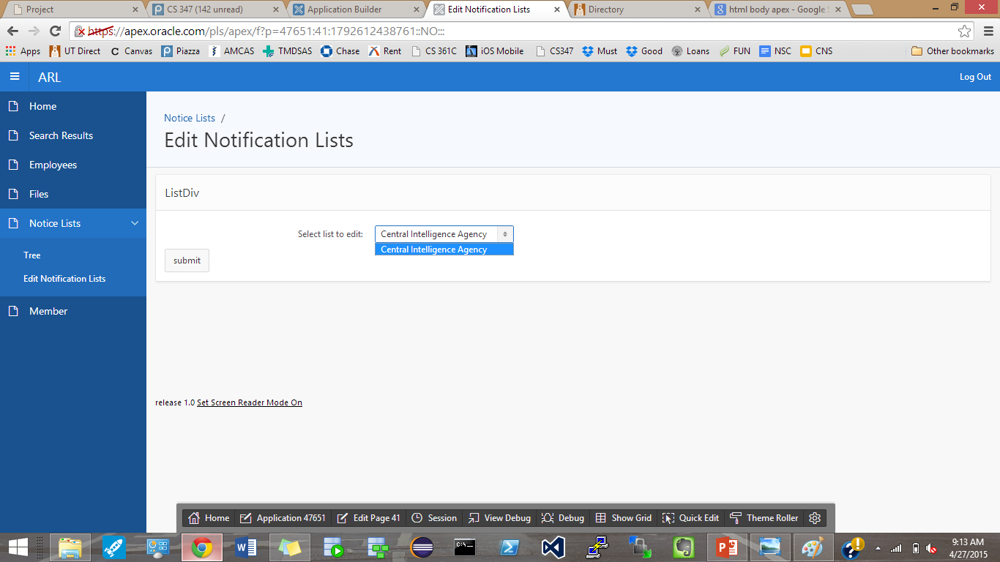 Project
CS 347 (142 unread)
Application Builder
Edit Notification Lists
Directory
html body apex - Google
https://apex.oracle.com/pls/apex/f?p=47651:41:1792612438761::NO:::
Apps
UT Direct
Canvas
Piazza
AMCAS
TMDSAS
Chase
Rent
CS 361C
iOS Mobile
CS347
Must
Good
Loans
FUN
NSC
CNS
Other bookmarks
ARL
Log Out
Home
Search Results
Employees
Files
Notice Lists
Tree
Edit Notification Lists
Member
Notice Lists /
Edit Notification Lists
ListDiv
Select list to edit: Central Intelligence Agency
Central Intelligence Agency
submit
release 1.0 Set Screen Reader Mode On
Home
Application 47651
Edit Page 41
Session
View Debug
Debug
Show Grid
Quick Edit
Theme Roller
9:13 AM
4/27/2015